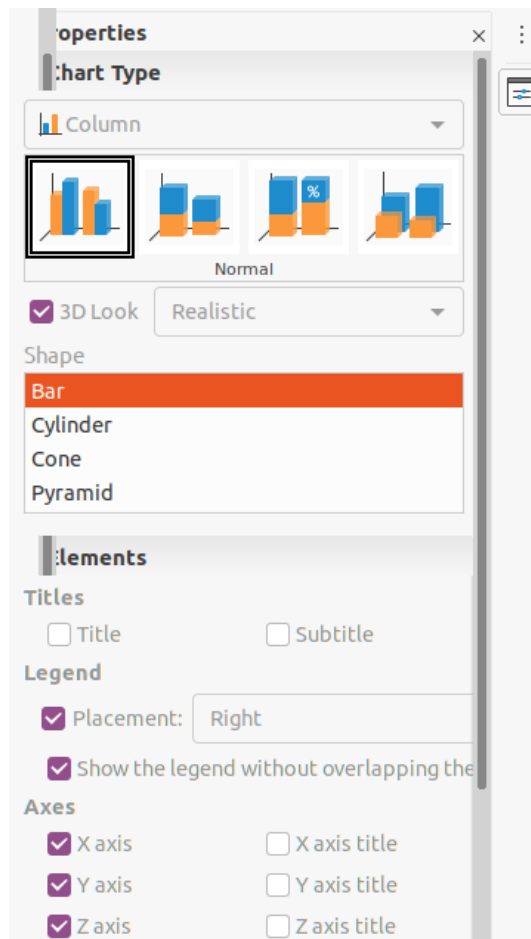 roperties
Chart Type
Column
%
Normal
3D Look Realistic
Shape
Bar
Cylinder
Cone
Pyramid
Elements
Titles
Title Subtitle
Legend
Placement: Right
Show the legend without overlapping the
Axes
X axis X axis title
Y axis Y axis title
Z axis Z axis title